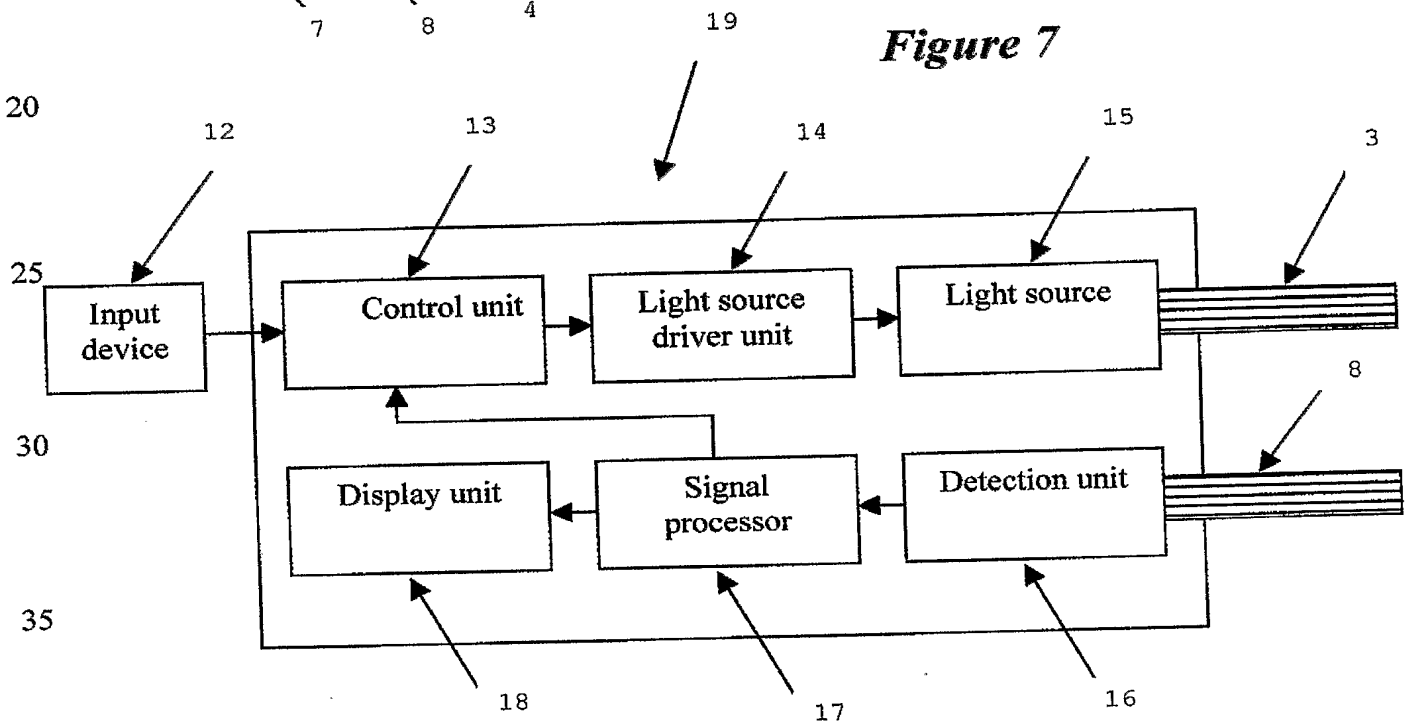 7 8 4
19
Figure 7
20
12 13 14 15 3
25
Input
device
Control unit
Light source
driver unit
Light source
8
30
Display unit
Signal
processor
Detection unit
35
18 17 16